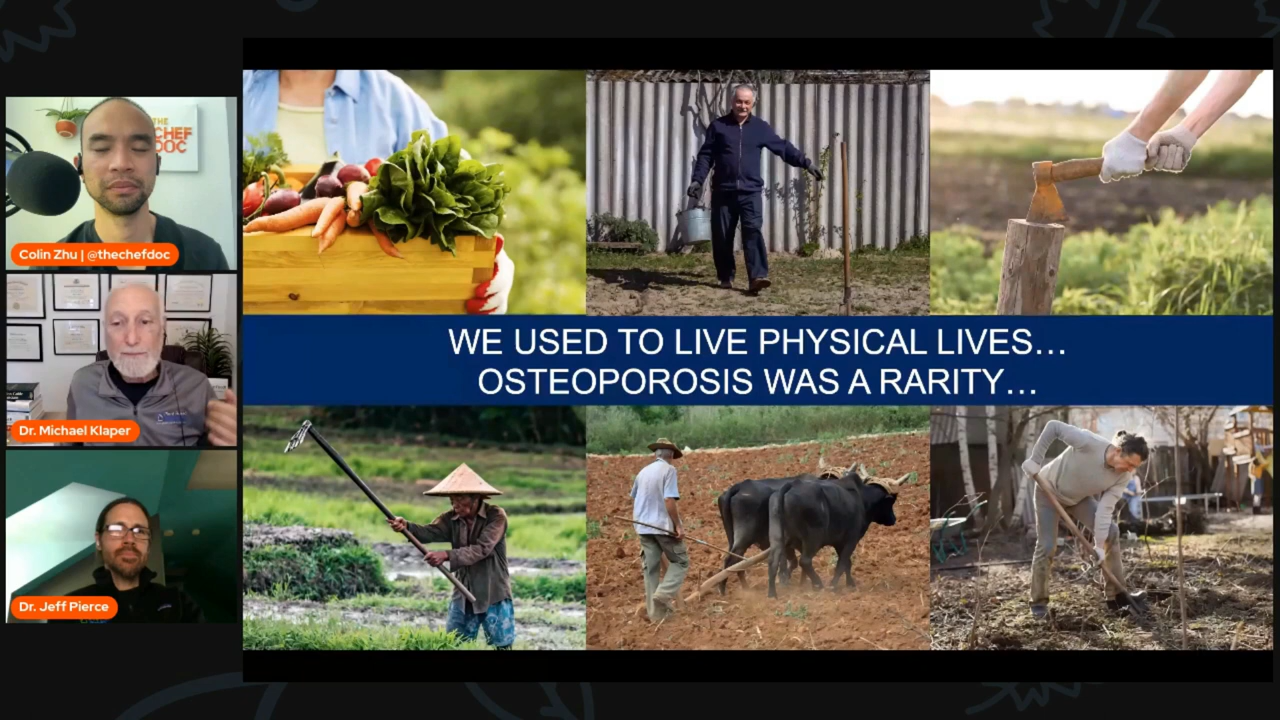 THE
CHEF
DOC
Colin Zhu | @thechefdoc
Dr. Michael Klaper
Dr. Jeff Pierce
WE USED TO LIVE PHYSICAL LIVES...
OSTEOPOROSIS WAS A RARITY...